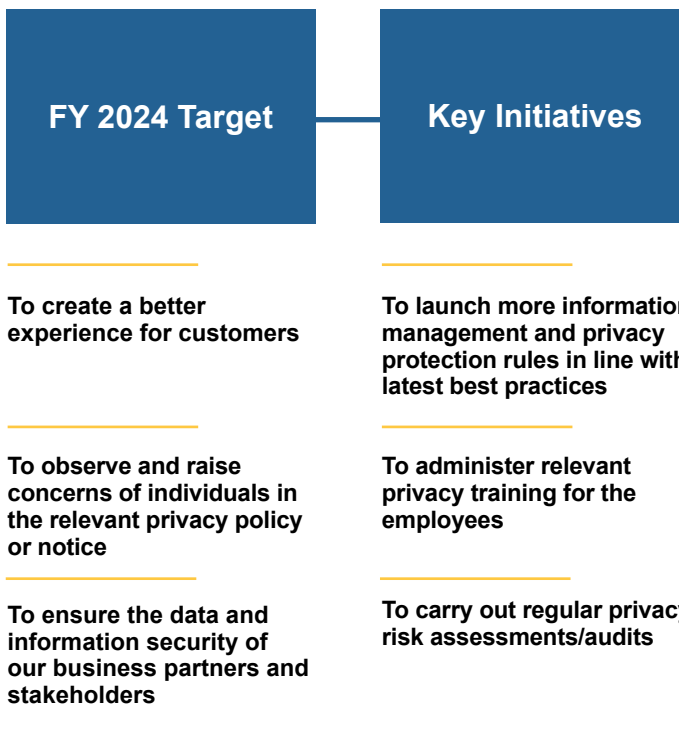 FY 2024 Target
Key Initiatives
To create a better
experience for customers
To launch more information
management and privacy
protection rules in line with
latest best practices
To observe and raise
concerns of individuals in
the relevant privacy policy
or notice
To administer relevant
privacy training for the
employees
To ensure the data and
information security of
our business partners and
stakeholders
To carry out regular privacy
risk assessments/audits